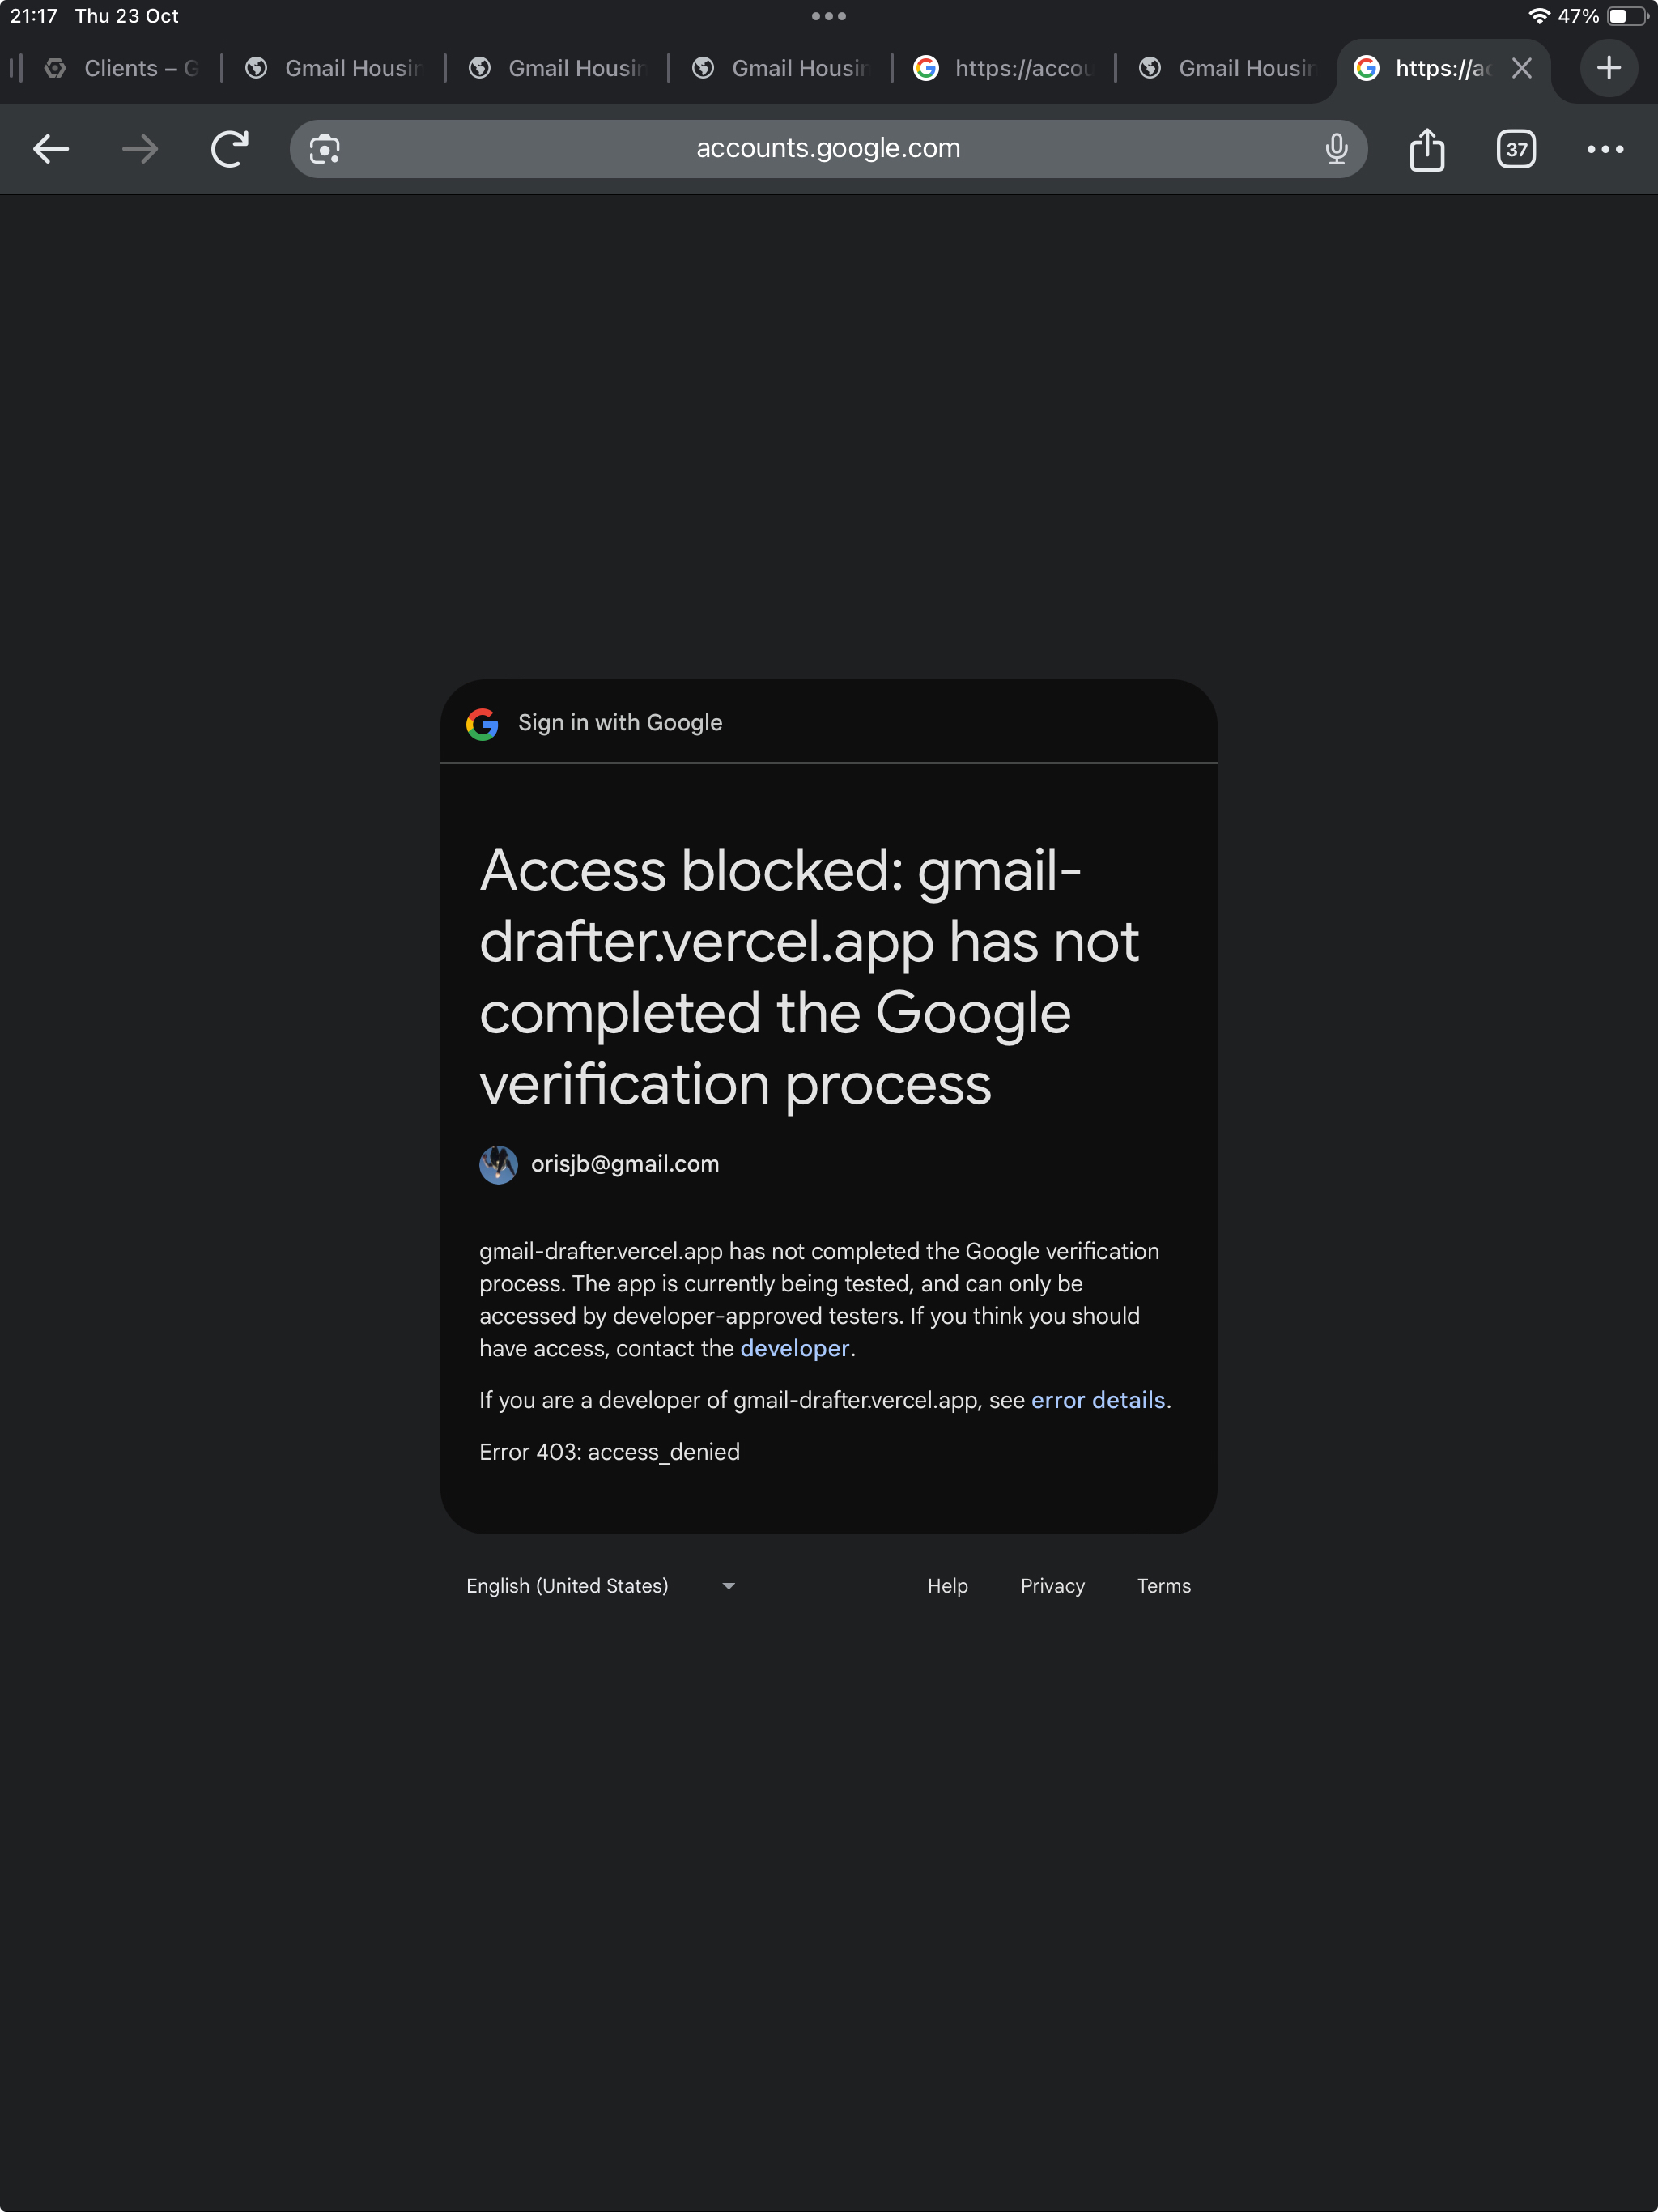 21:17 Thu 23 Oct
47%
Clients – G
Gmail Housin
Gmail Housin
Gmail Housin
https://accou
Gmail Housin
https://ac
accounts.google.com
37
Sign in with Google
Access blocked: gmail-
drafter.vercel.app has not
completed the Google
verification process
orisjb@gmail.com
gmail-drafter.vercel.app has not completed the Google verification
process. The app is currently being tested, and can only be
accessed by developer-approved testers. If you think you should
have access, contact the developer.
If you are a developer of gmail-drafter.vercel.app, see error details.
Error 403: access_denied
English (United States)
Help Privacy Terms